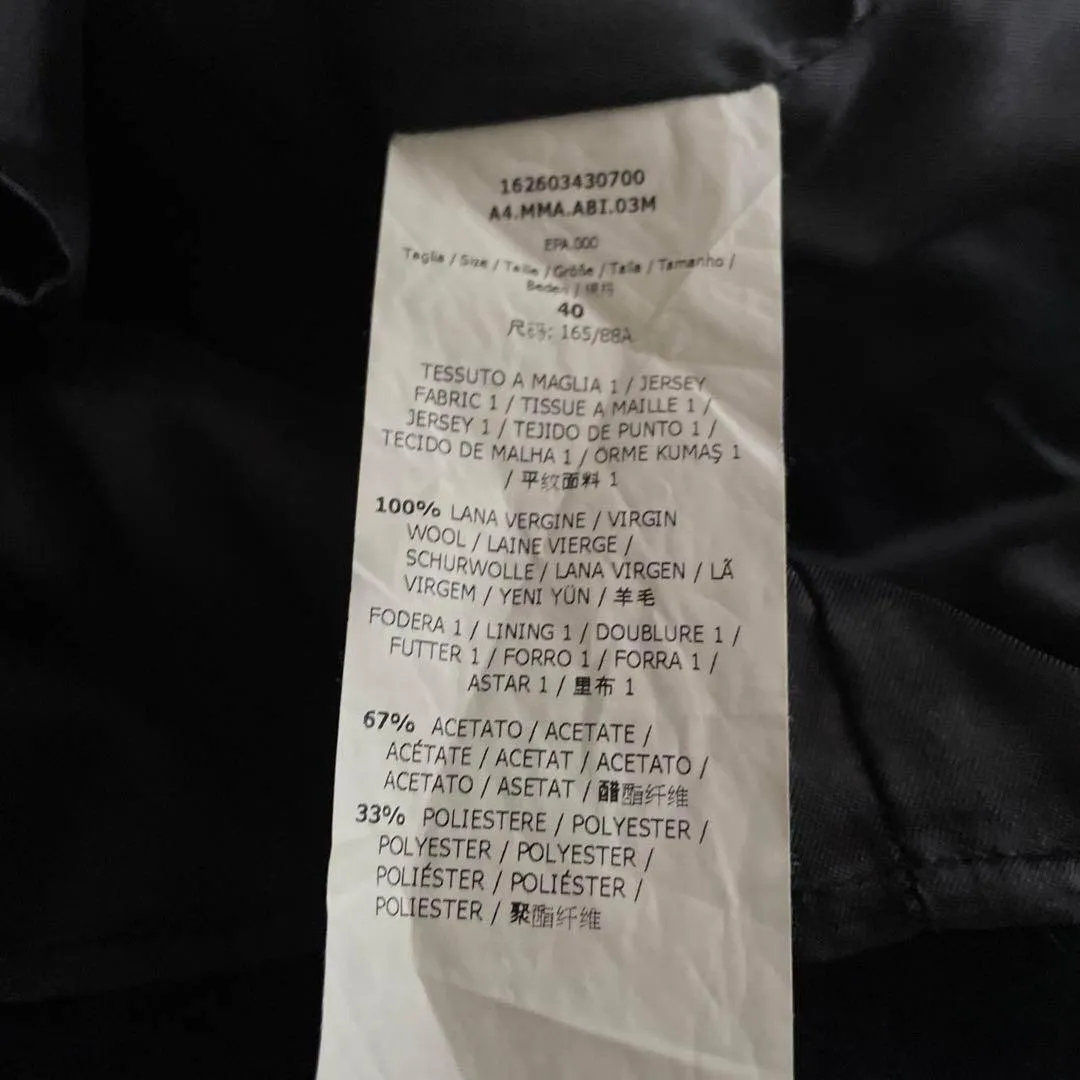 162603430700
A4.MMA.ABI.03M
EPA.000
Taglia / Size / Taille / Größe / Talla / Tamanho /
Beden / 尺码
40
尺码: 165/88A
TESSUTO A MAGLIA 1 / JERSEY
FABRIC 1 / TISSUE A MAILLE 1 /
JERSEY 1 / TEJIDO DE PUNTO 1 /
TECIDO DE MALHA 1 / ÖRME KUMAŞ 1
/ 平纹面料 1
100% LANA VERGINE / VIRGIN
WOOL / LAINE VIERGE /
SCHURWOLLE / LANA VIRGEN / LÃ
VIRGEM / YENI YÜN / 羊毛
FODERA 1 / LINING 1 / DOUBLURE 1 /
FUTTER 1 / FORRO 1 / FORRA 1 /
ASTAR 1 / 里布 1
67% ACETATO / ACETATE /
ACÉTATE / ACETAT / ACETATO /
ACETATO / ASETAT / 醋酯纤维
33% POLIESTERE / POLYESTER /
POLYESTER / POLYESTER /
POLIÉSTER / POLIÉSTER /
POLIESTER / 聚酯纤维